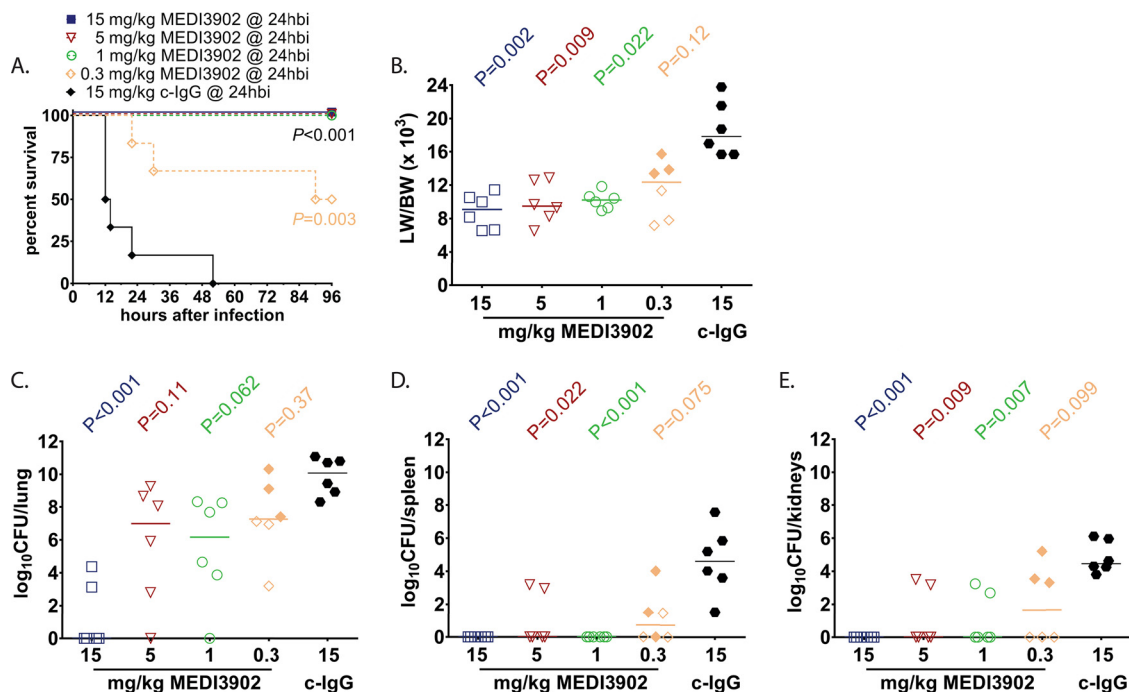 A.
15 mg/kg MEDI3902 @ 24hbi
5 mg/kg MEDI3902 @ 24hbi
1 mg/kg MEDI3902 @ 24hbi
0.3 mg/kg MEDI3902 @ 24hbi
15 mg/kg c-IgG @ 24hbi
percent survival
100
75
50
25
0
P<0.001
P=0.003
0 12 24 36 48 60 72 84 96
hours after infection
B.
P=0.002
P=0.009
P=0.022
P=0.12
LW/BW (x 10³)
24
20
16
12
8
4
0
15 5 1 0.3 15
mg/kg MEDI3902 c-IgG
C.
P<0.001
P=0.11
P=0.062
P=0.37
log₁₀CFU/lung
12
10
8
6
4
2
0
15 5 1 0.3 15
mg/kg MEDI3902 c-IgG
D.
P<0.001
P=0.022
P<0.001
P=0.075
log₁₀CFU/spleen
12
10
8
6
4
2
0
15 5 1 0.3 15
mg/kg MEDI3902 c-IgG
E.
P<0.001
P=0.009
P=0.007
P=0.099
log₁₀CFU/kidneys
12
10
8
6
4
2
0
15 5 1 0.3 15
mg/kg MEDI3902 c-IgG